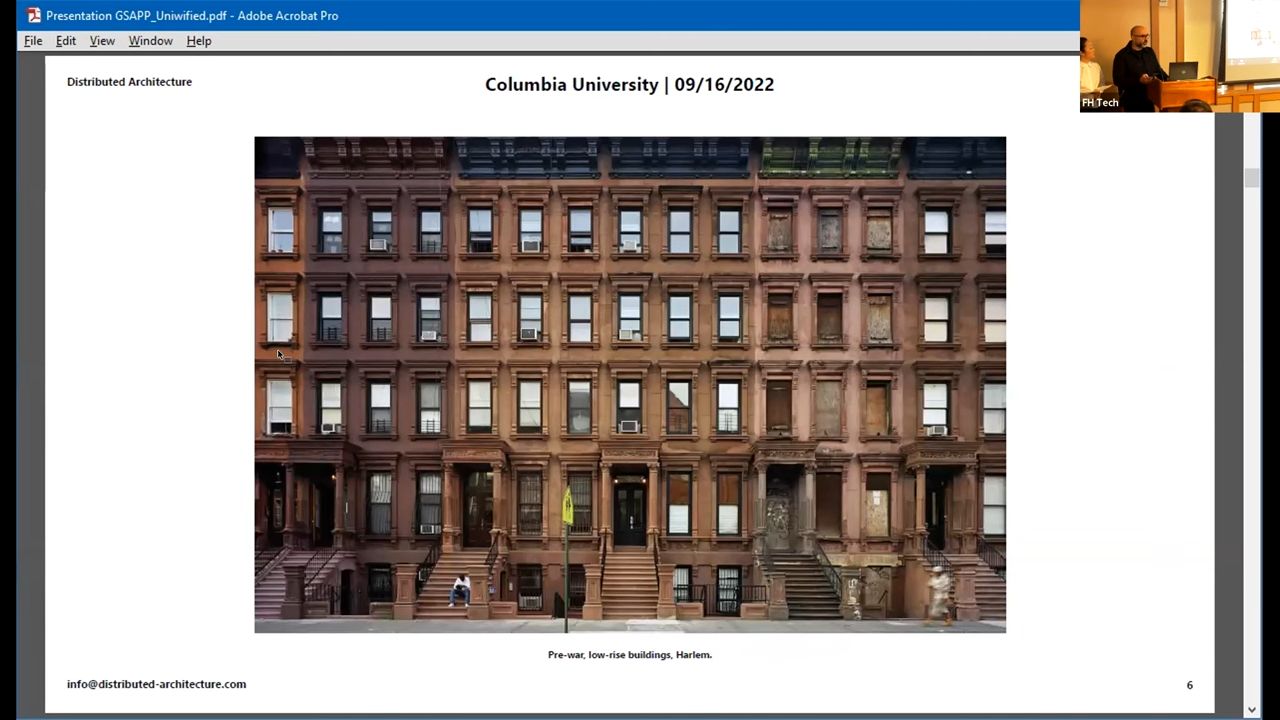 Presentation GSAPP_Uniwified.pdf - Adobe Acrobat Pro
File Edit View Window Help
FH Tech
Distributed Architecture
Columbia University | 09/16/2022
Pre-war, low-rise buildings, Harlem.
info@distributed-architecture.com
6